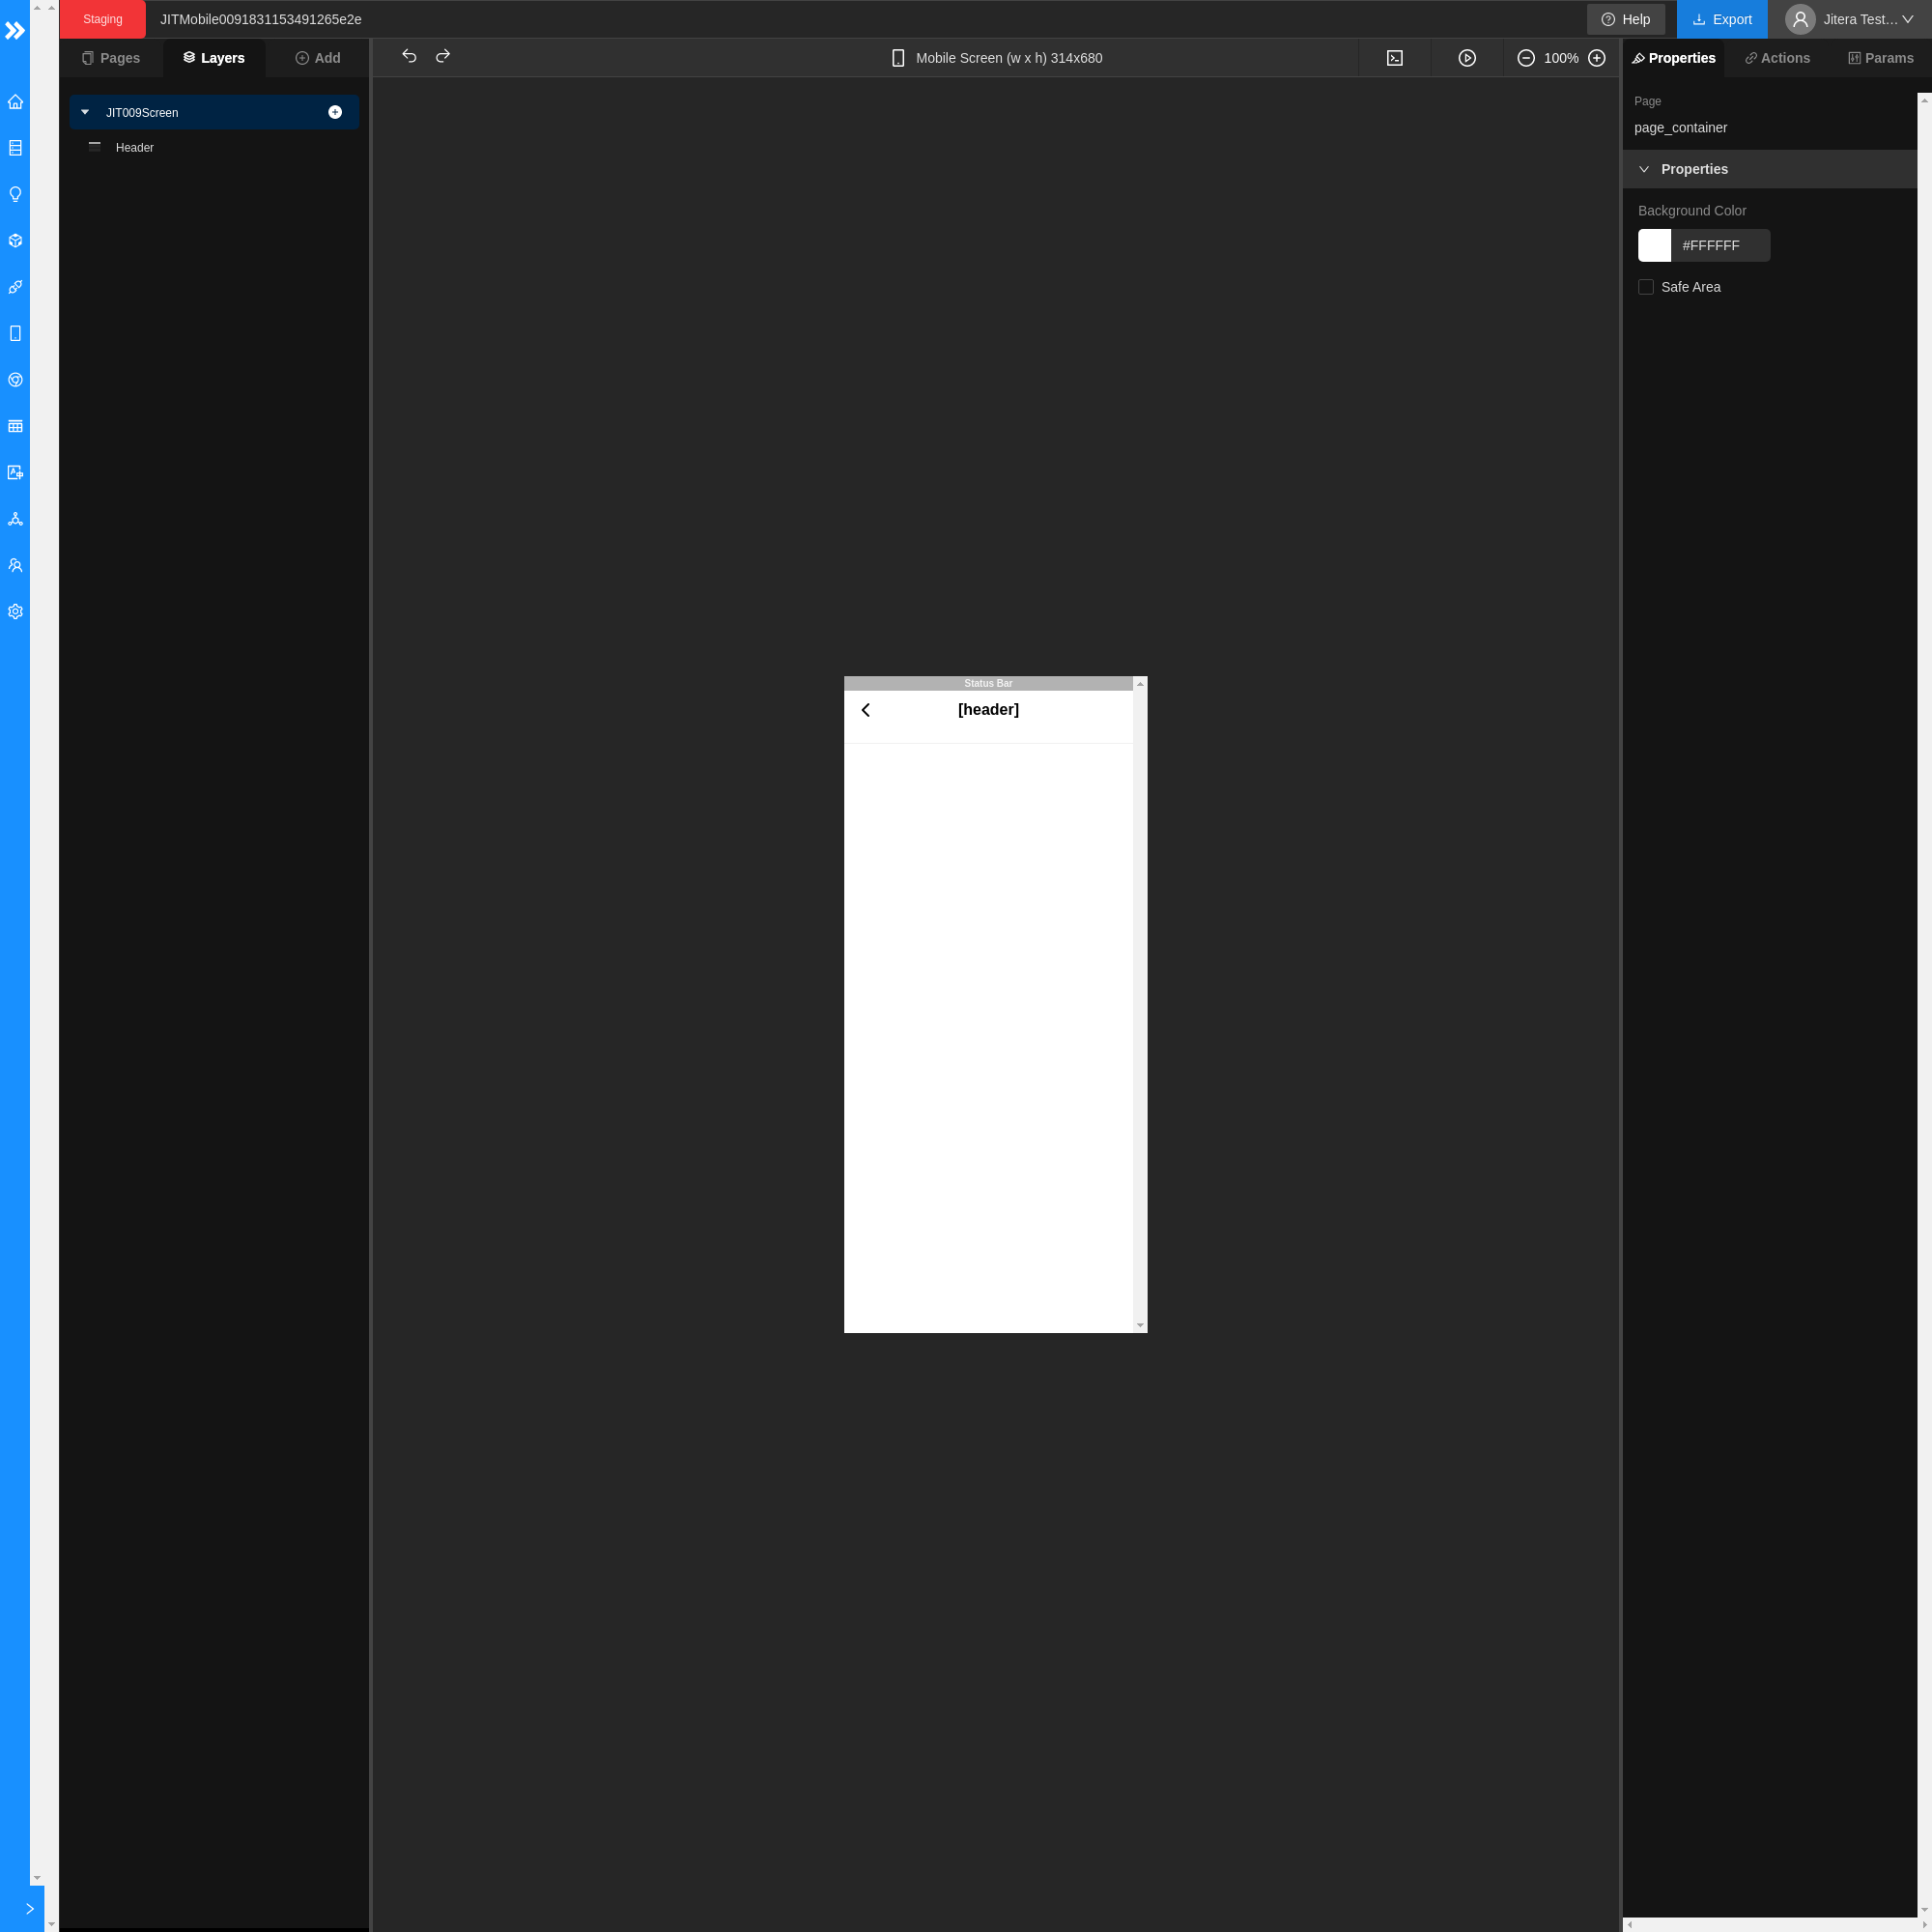 Staging
JITMobile0091831153491265e2e
Help
Export
Jitera Test...
Pages
Layers
Add
Mobile Screen (w x h) 314x680
100%
Properties
Actions
Params
JIT009Screen
Header
Page
page_container
Properties
Background Color
#FFFFFF
Safe Area
Status Bar
[header]